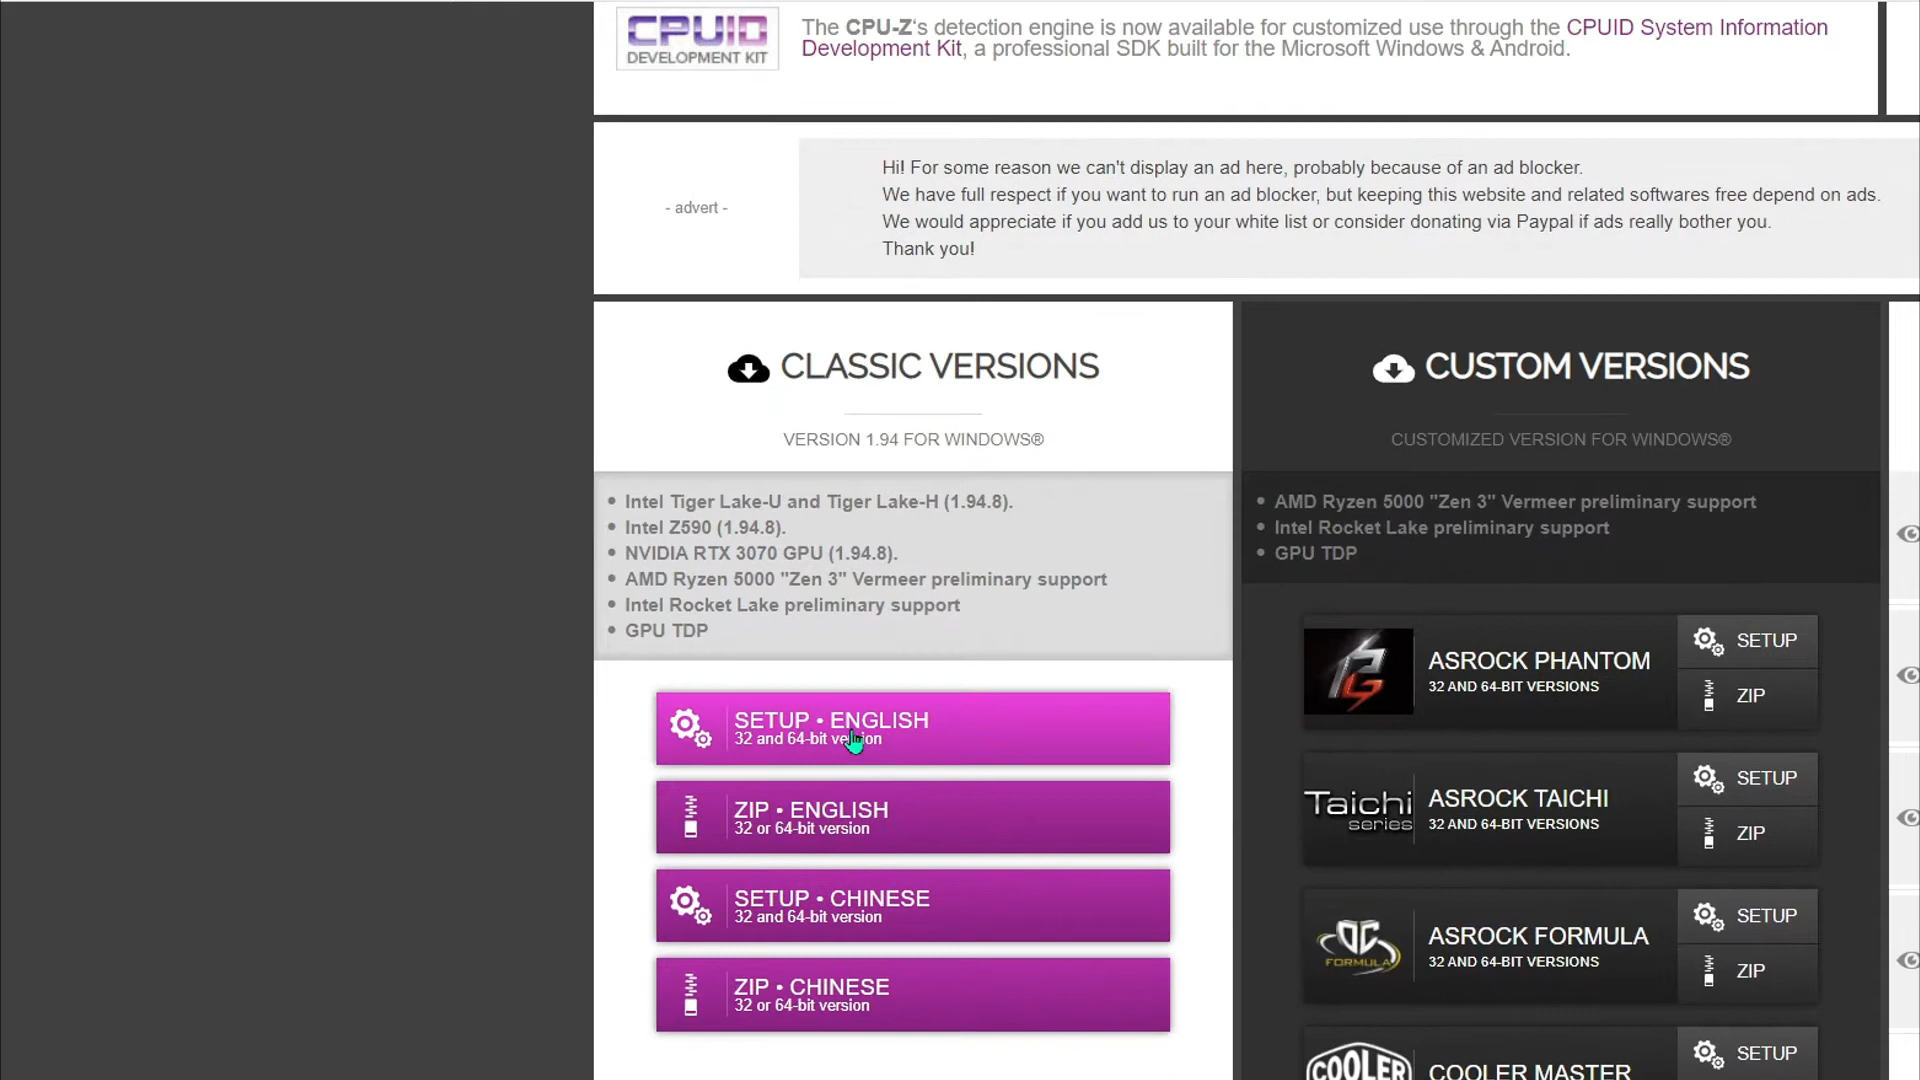 CPUID
DEVELOPMENT KIT
The CPU-Z's detection engine is now available for customized use through the CPUID System Information
Development Kit, a professional SDK built for the Microsoft Windows & Android.
- advert -
Hi! For some reason we can't display an ad here, probably because of an ad blocker.
We have full respect if you want to run an ad blocker, but keeping this website and related softwares free depend on ads.
We would appreciate if you add us to your white list or consider donating via Paypal if ads really bother you.
Thank you!
CLASSIC VERSIONS
VERSION 1.94 FOR WINDOWS®
• Intel Tiger Lake-U and Tiger Lake-H (1.94.8).
• Intel Z590 (1.94.8).
• NVIDIA RTX 3070 GPU (1.94.8).
• AMD Ryzen 5000 "Zen 3" Vermeer preliminary support
• Intel Rocket Lake preliminary support
• GPU TDP
SETUP • ENGLISH
32 and 64-bit version
ZIP • ENGLISH
32 or 64-bit version
SETUP • CHINESE
32 and 64-bit version
ZIP • CHINESE
32 or 64-bit version
CUSTOM VERSIONS
CUSTOMIZED VERSION FOR WINDOWS®
• AMD Ryzen 5000 "Zen 3" Vermeer preliminary support
• Intel Rocket Lake preliminary support
• GPU TDP
PG
ASROCK PHANTOM
32 AND 64-BIT VERSIONS
SETUP
ZIP
Taichi
series
ASROCK TAICHI
32 AND 64-BIT VERSIONS
SETUP
ZIP
OC
FORMULA
ASROCK FORMULA
32 AND 64-BIT VERSIONS
SETUP
ZIP
COOLER
COOLER MASTER
SETUP